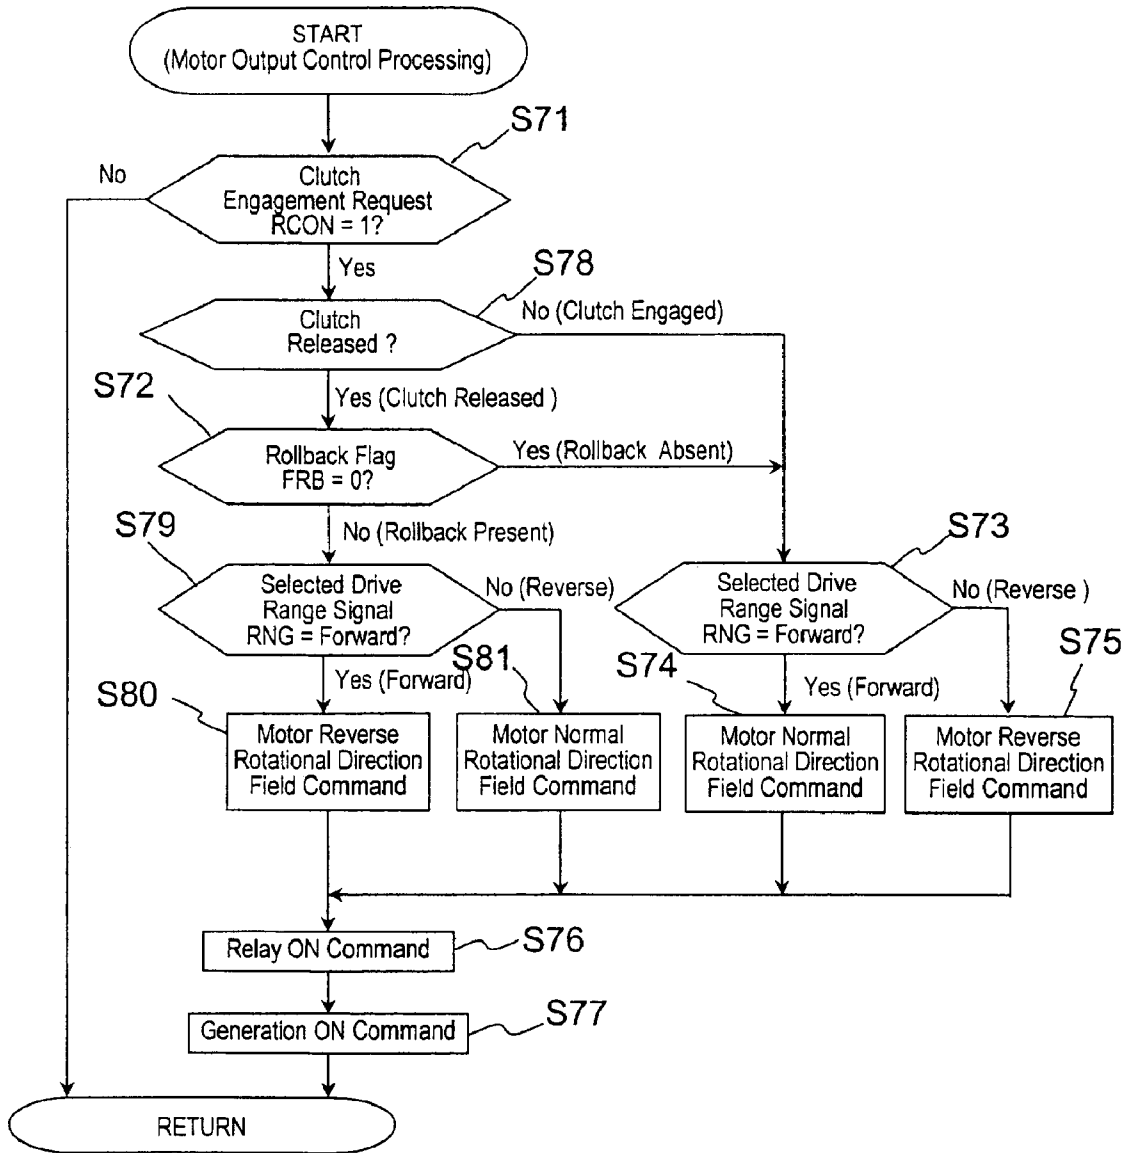 START
(Motor Output Control Processing)
S71
No
Clutch
Engagement Request
RCON = 1?
Yes
S78
No (Clutch Engaged)
Clutch
Released ?
S72
Yes (Clutch Released )
Rollback Flag
FRB = 0?
Yes (Rollback Absent)
S79
No (Rollback Present)
S73
Selected Drive
Range Signal
RNG = Forward?
No (Reverse)
Selected Drive
Range Signal
RNG = Forward?
No (Reverse )
S80
Yes (Forward)
S81
S74
Yes (Forward)
S75
Motor Reverse
Rotational Direction
Field Command
Motor Normal
Rotational Direction
Field Command
Motor Normal
Rotational Direction
Field Command
Motor Reverse
Rotational Direction
Field Command
Relay ON Command
S76
Generation ON Command
S77
RETURN